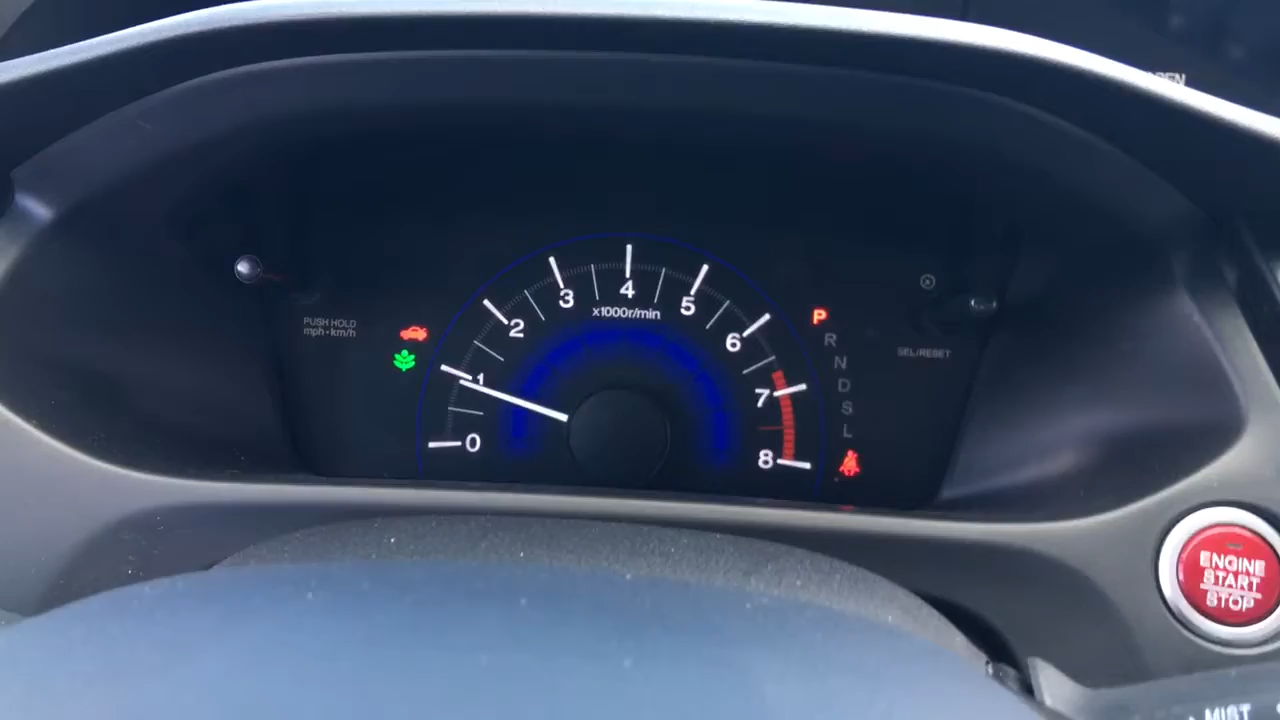 PUSH HOLD
mph•km/h
0
1
2
3
4
5
6
7
8
x1000r/min
P
R
N
D
S
L
SEL/RESET
ENGINE
START
STOP
MIST